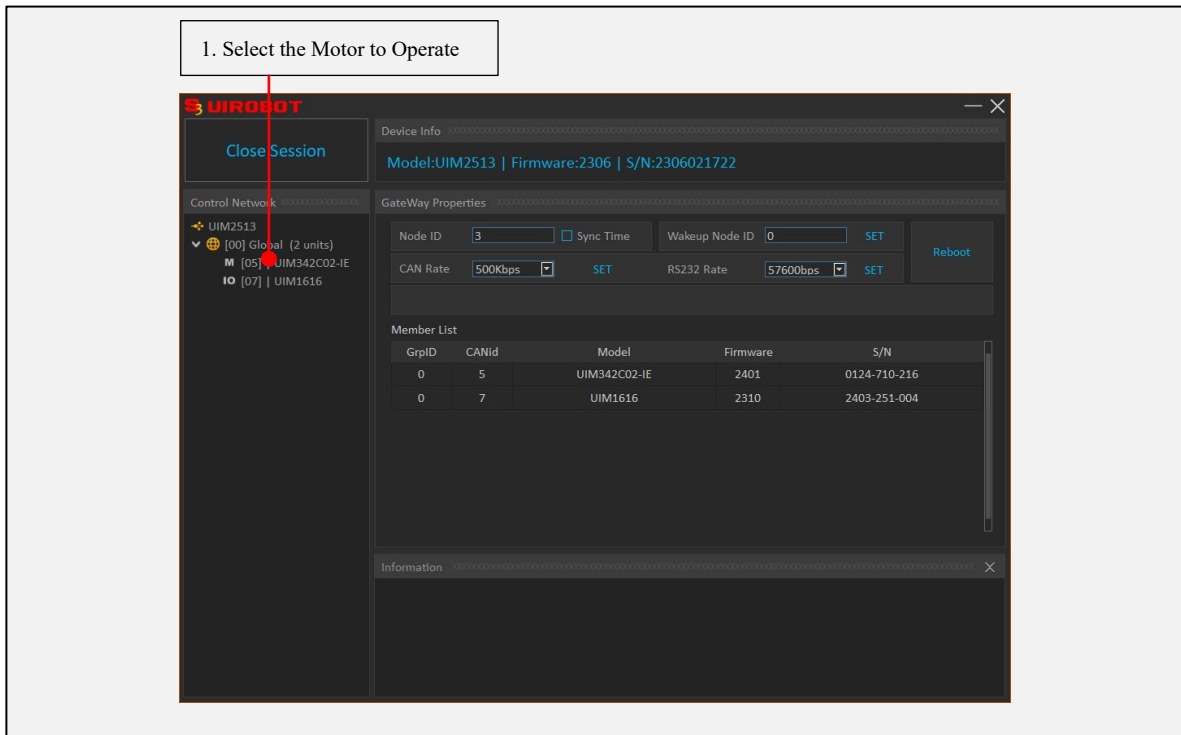 1. Select the Motor to Operate
S3 UIROBOT
Close Session
Device Info
Model:UIM2513 | Firmware:2306 | S/N:2306021722
Control Network
UIM2513
[00] Global (2 units)
M [05] | UIM342C02-IE
IO [07] | UIM1616
GateWay Properties
Node ID 3 Sync Time Wakeup Node ID 0 SET
Reboot
CAN Rate 500Kbps SET RS232 Rate 57600bps SET
Member List
GrpID CANid Model Firmware S/N
0 5 UIM342C02-IE 2401 0124-710-216
0 7 UIM1616 2310 2403-251-004
Information